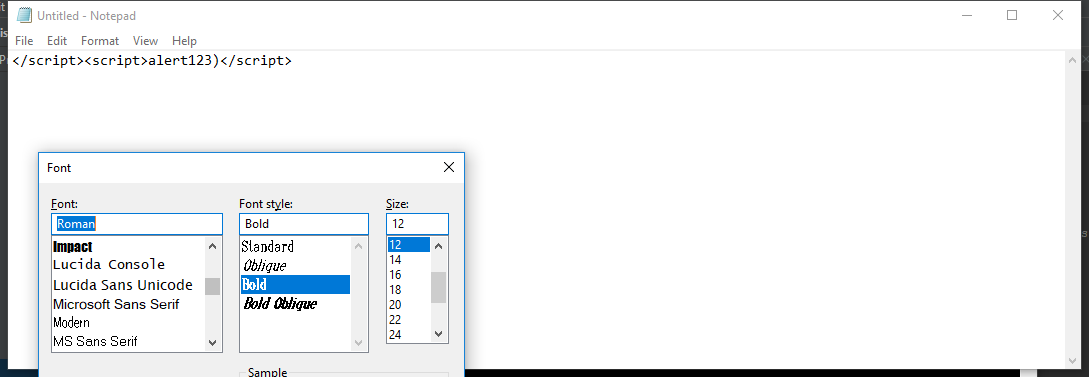 Untitled - Notepad
File Edit Format View Help
</script><script>alert123)</script>
Font
Font: Font style: Size:
Roman Bold 12
Impact Standard 12
Lucida Console Oblique 14
Lucida Sans Unicode Bold 16
Microsoft Sans Serif Bold Oblique 18
Modern 20
MS Sans Serif 22
24
Sample